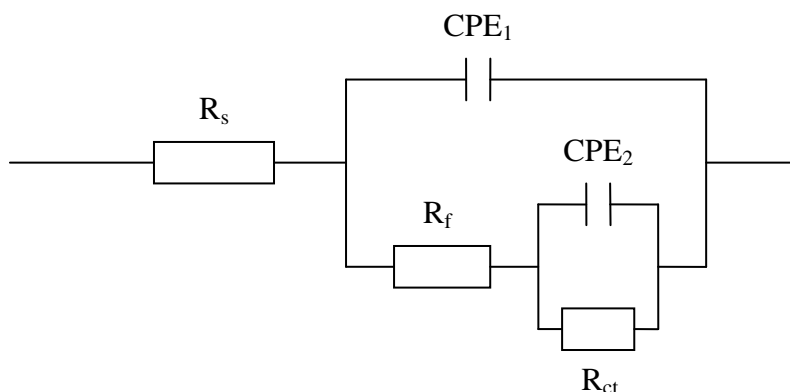 CPE₁
Rₛ
CPE₂
R_f
R_ct